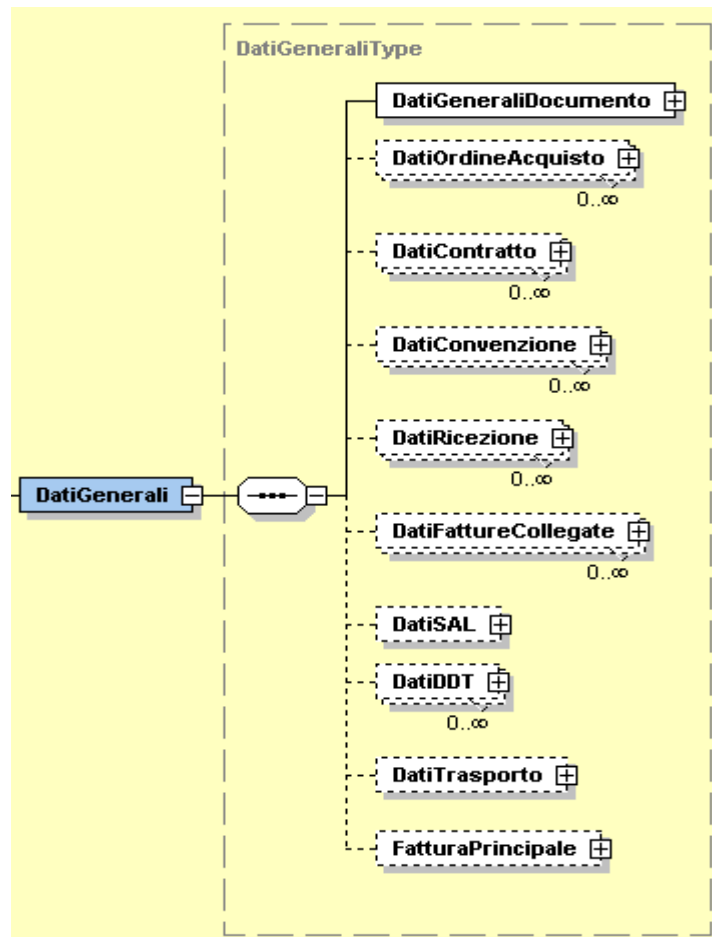 DatiGeneraliType
DatiGeneraliDocumento
DatiOrdineAcquisto
0..∞
DatiContratto
0..∞
DatiConvenzione
0..∞
DatiRicezione
0..∞
DatiGenerali
DatiFattureCollegate
0..∞
DatiSAL
DatiDDT
0..∞
DatiTrasporto
FatturaPrincipale